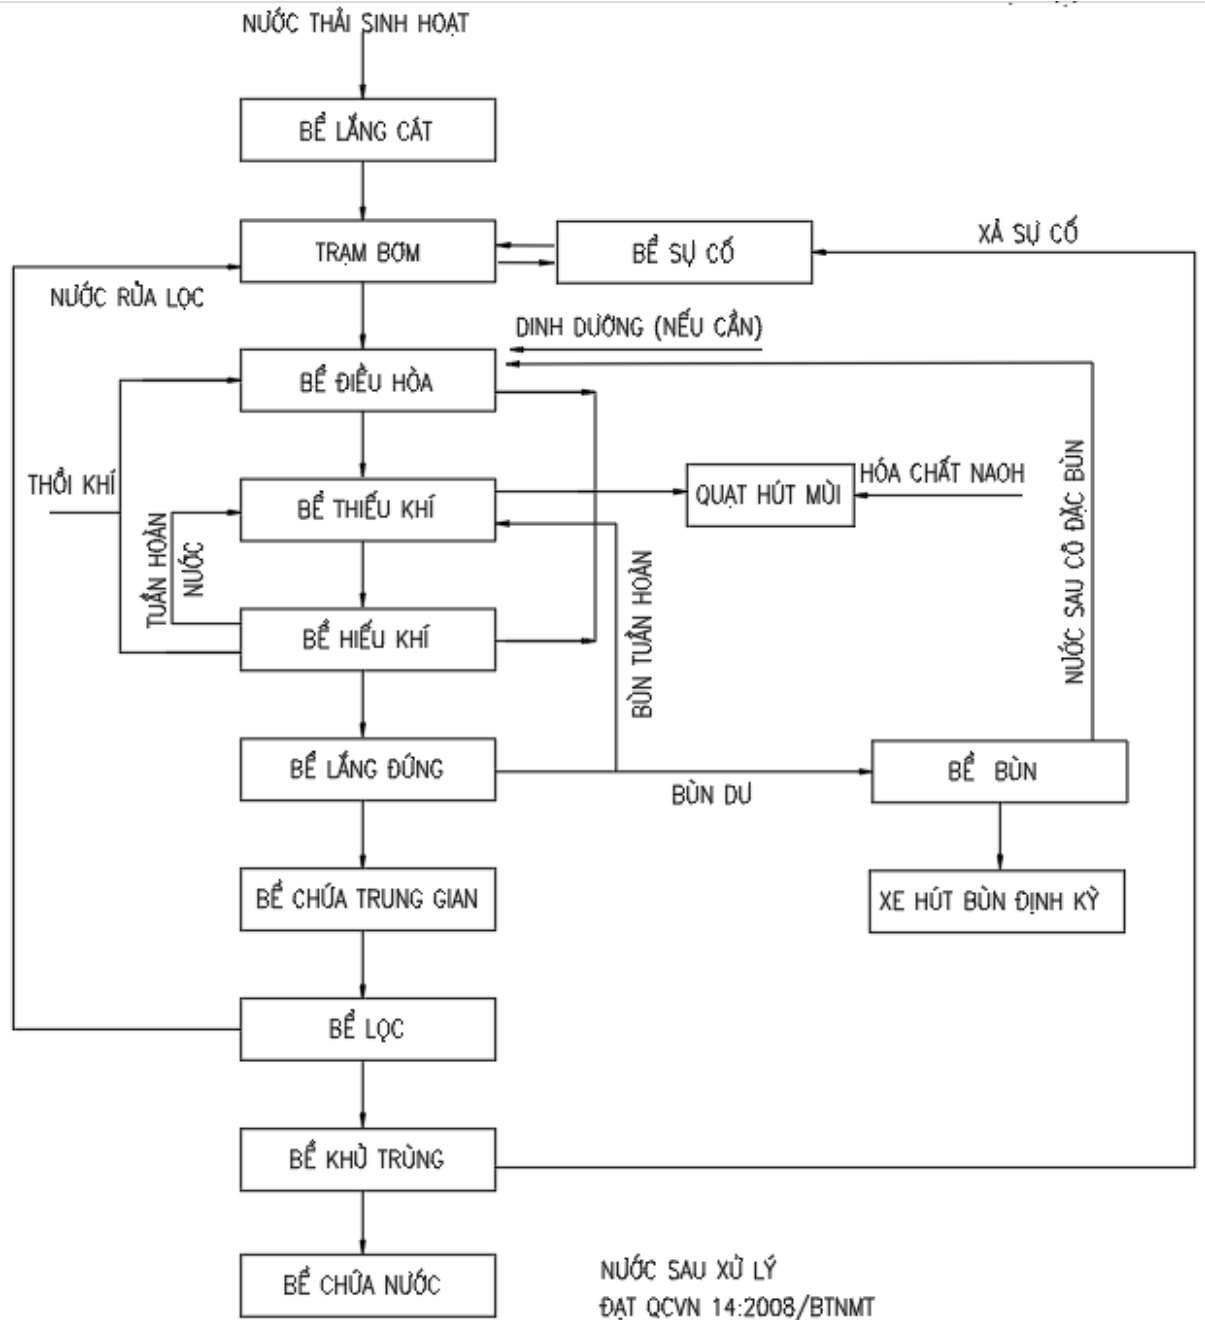 NƯỚC THẢI SINH HOẠT
BỂ LẮNG CÁT
TRẠM BƠM
BỂ SỰ CỐ
XẢ SỰ CỐ
NƯỚC RỬA LỌC
DINH DƯỠNG (NẾU CẦN)
BỂ ĐIỀU HÒA
THỔI KHÍ
BỂ THIẾU KHÍ
QUẠT HÚT MÙI
HÓA CHẤT NAOH
TUẦN HOÀN
NƯỚC
BỂ HIẾU KHÍ
BÙN TUẦN HOÀN
NƯỚC SAU CÔ ĐẶC BÙN
BỂ LẮNG ĐỨNG
BÙN DƯ
BỂ BÙN
BỂ CHỨA TRUNG GIAN
XE HÚT BÙN ĐỊNH KỲ
BỂ LỌC
BỂ KHỬ TRÙNG
BỂ CHỮA NƯỚC
NƯỚC SAU XỬ LÝ
ĐẠT QCVN 14:2008/BTNMT